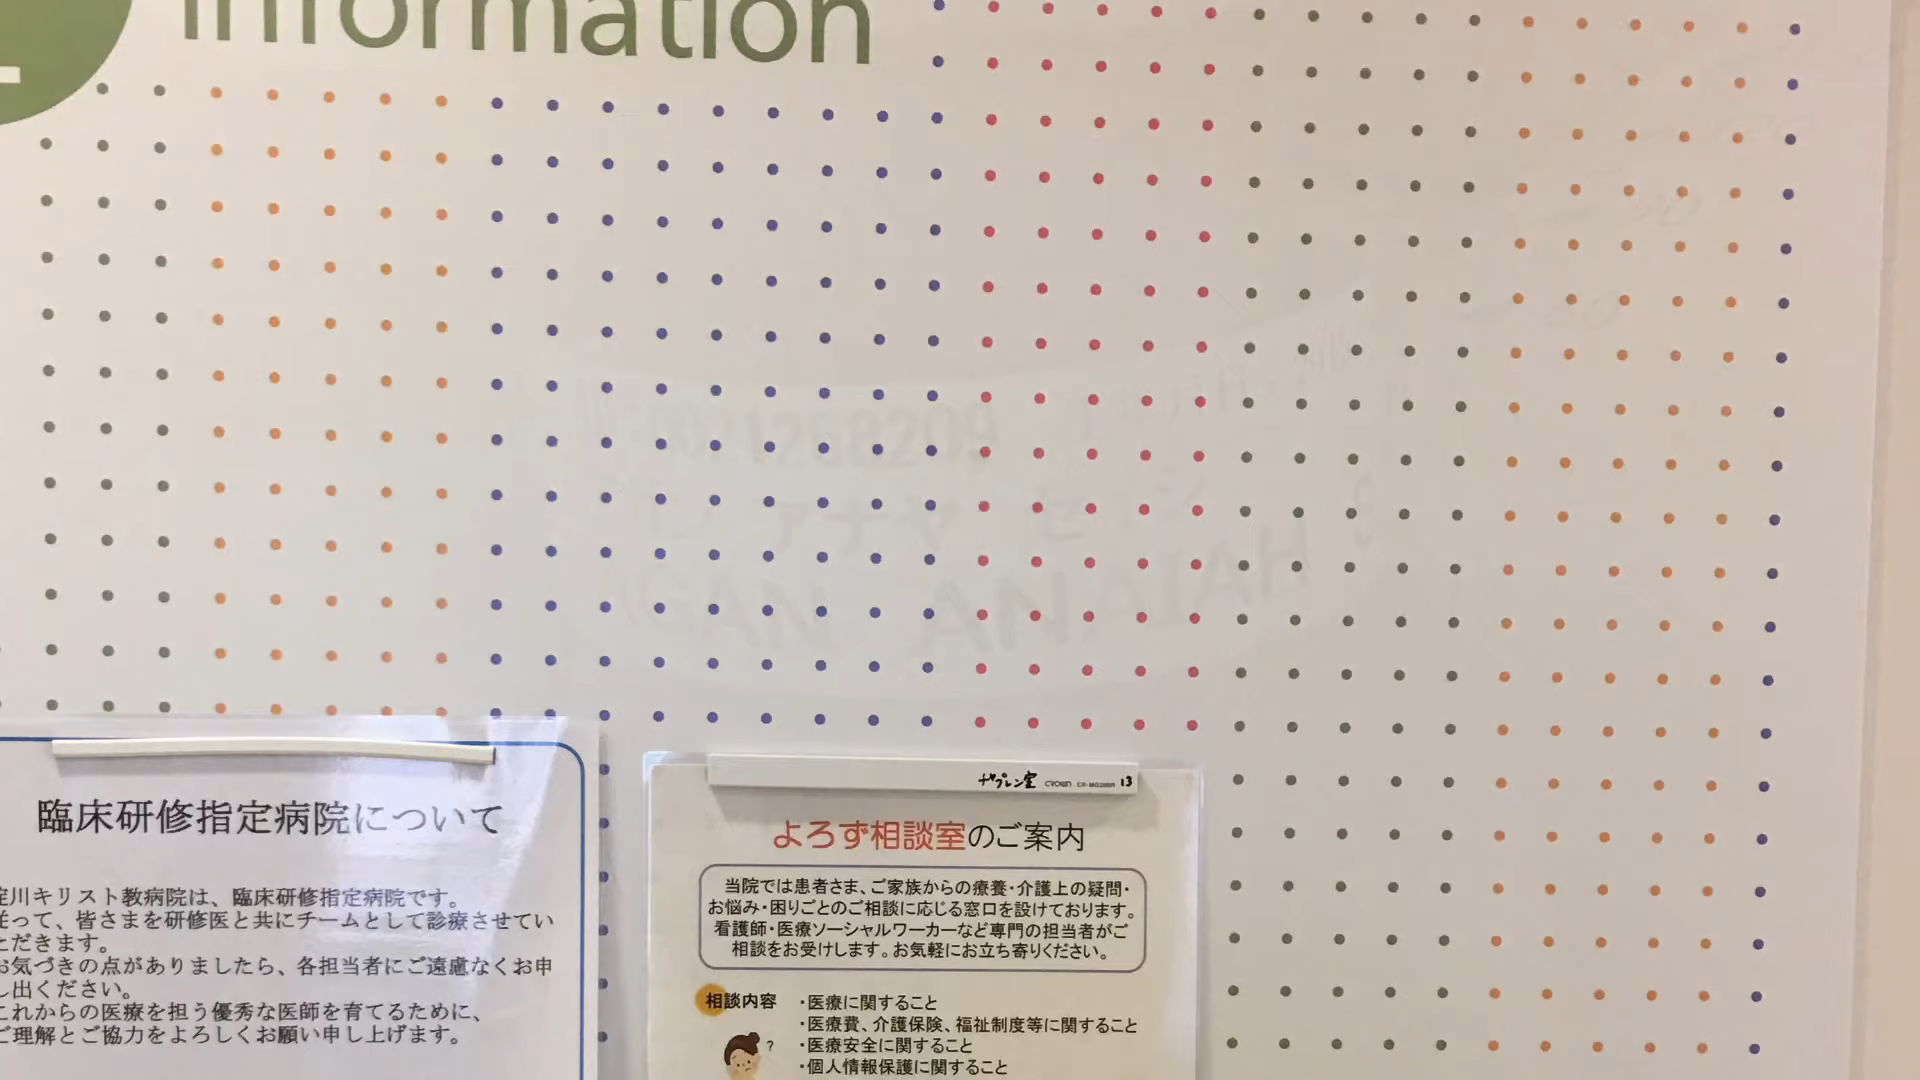 information
臨床研修指定病院について
淀川キリスト教病院は、臨床研修指定病院です。
従って、皆さまを研修医と共にチームとして診療させてい
ただきます。
お気づきの点がありましたら、各担当者にご遠慮なくお申
し出ください。
これからの医療を担う優秀な医師を育てるために、
ご理解とご協力をよろしくお願い申し上げます。
CROWN
13
よろず相談室のご案内
当院では患者さま、ご家族からの療養・介護上の疑問・
お悩み・困りごとのご相談に応じる窓口を設けております。
看護師・医療ソーシャルワーカーなど専門の担当者がご
相談をお受けします。お気軽にお立ち寄りください。
相談内容
・医療に関すること
・医療費、介護保険、福祉制度等に関すること
・医療安全に関すること
・個人情報保護に関すること
?